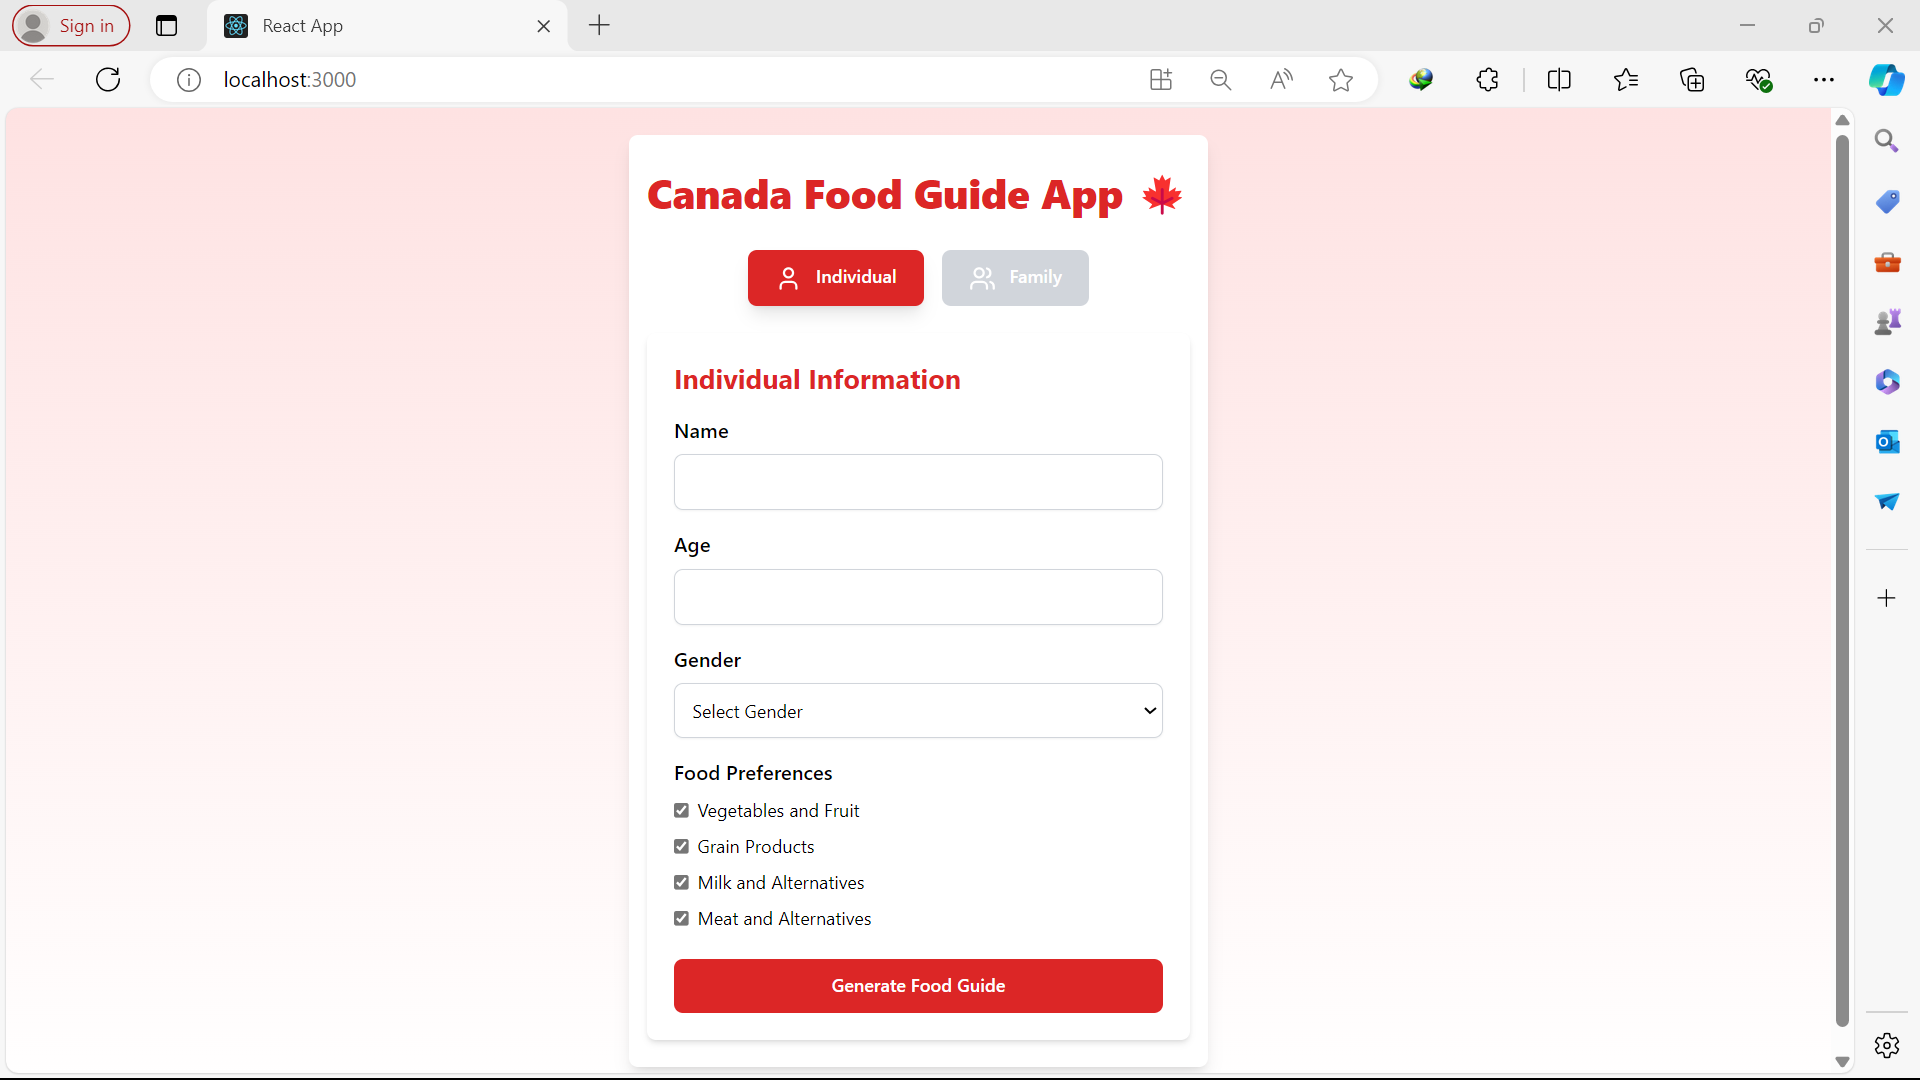 Sign in
React App
localhost:3000
Canada Food Guide App
Individual
Family
Individual Information
Name
Age
Gender
Select Gender
Food Preferences
Vegetables and Fruit
Grain Products
Milk and Alternatives
Meat and Alternatives
Generate Food Guide